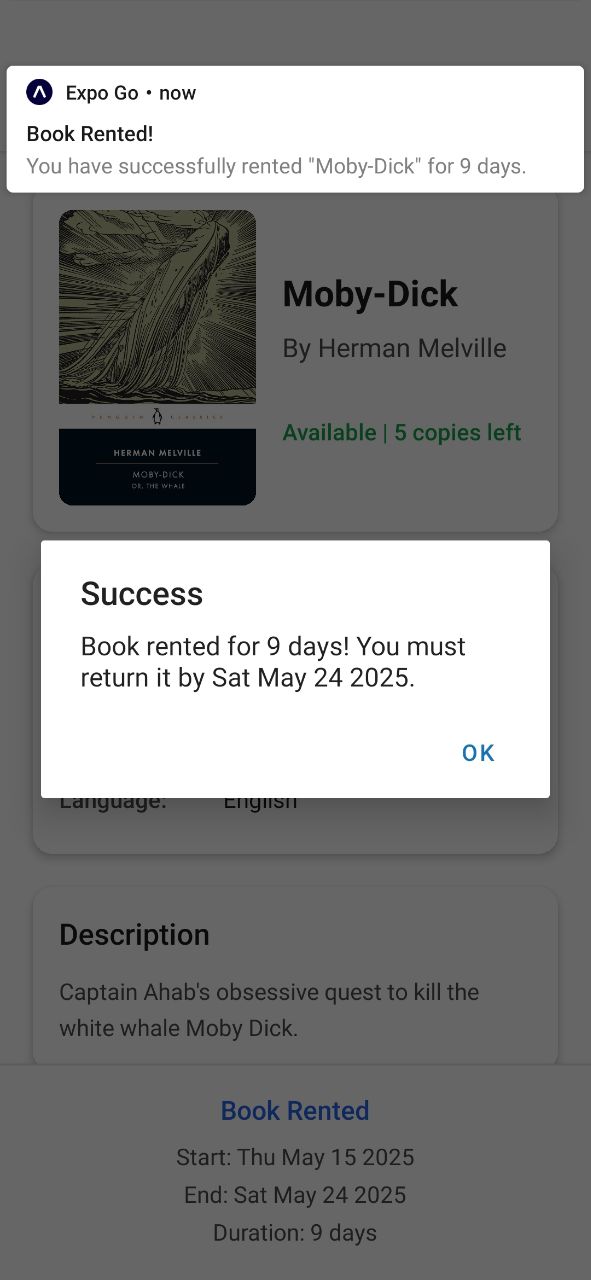 Expo Go • now
Book Rented!
You have successfully rented "Moby-Dick" for 9 days.
Moby-Dick
By Herman Melville
Available | 5 copies left
PENGUIN CLASSICS
HERMAN MELVILLE
MOBY-DICK
OR, THE WHALE
Success
Book rented for 9 days! You must
return it by Sat May 24 2025.
OK
Language: English
Description
Captain Ahab's obsessive quest to kill the
white whale Moby Dick.
Book Rented
Start: Thu May 15 2025
End: Sat May 24 2025
Duration: 9 days